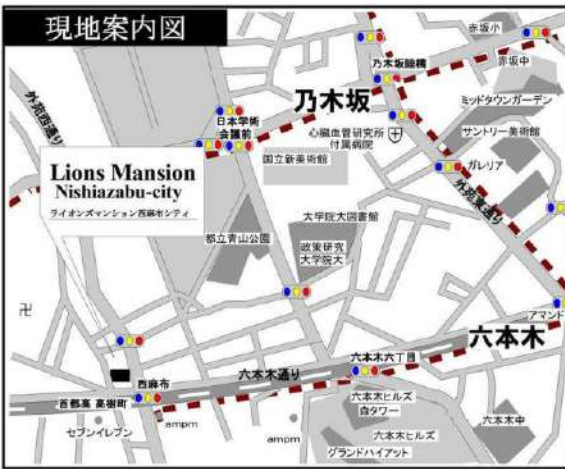 現地案内図
赤坂小
乃木坂陸橋
赤坂中
外苑西通り
乃木坂
ミッドタウンガーデン
日本学術
会議前
心臓血管研究所
付属病院
サントリー美術館
国立新美術館
ガレリア
Lions Mansion
Nishiazabu-city
ライオンズマンション西麻布シティ
外苑東通り
大学院大図書館
都立青山公園
政策研究
大学院大
卍
アマンド
六本木
六本木六丁目
六本木通り
西麻布
首都高 高樹町
六本木ヒルズ
森タワー
セブンイレブン
ampm
ampm
六本木ヒルズ
グランドハイアット
六本木中